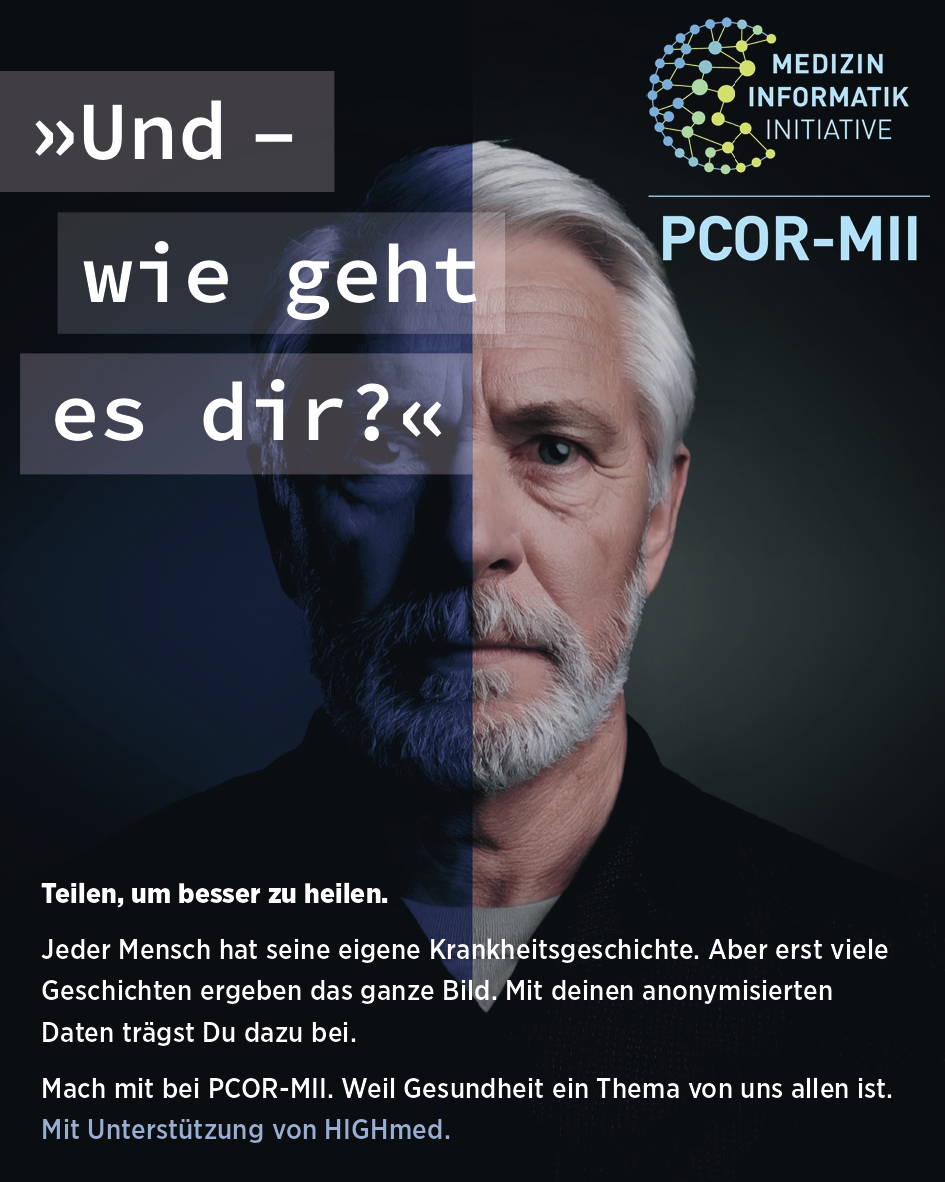 »Und –
wie geht
es dir?«
MEDIZIN
INFORMATIK
INITIATIVE
PCOR-MII
Teilen, um besser zu heilen.
Jeder Mensch hat seine eigene Krankheitsgeschichte. Aber erst viele
Geschichten ergeben das ganze Bild. Mit deinen anonymisierten
Daten trägst Du dazu bei.
Mach mit bei PCOR-MII. Weil Gesundheit ein Thema von uns allen ist.
Mit Unterstützung von HIGHmed.